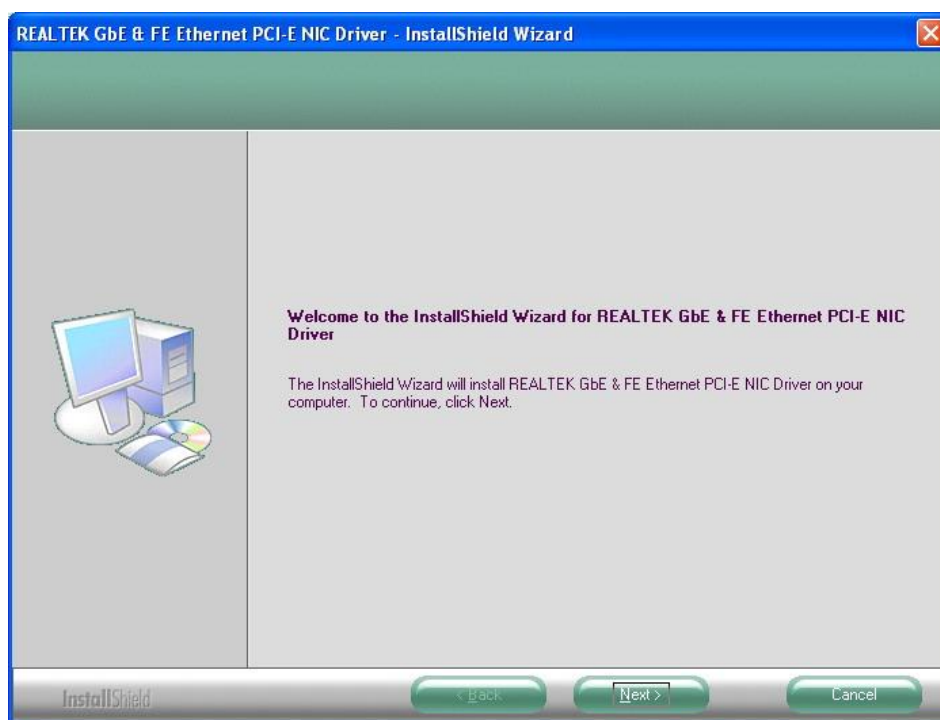 REALTEK GbE & FE Ethernet PCI-E NIC Driver - InstallShield Wizard
Welcome to the InstallShield Wizard for REALTEK GbE & FE Ethernet PCI-E NIC
Driver
The InstallShield Wizard will install REALTEK GbE & FE Ethernet PCI-E NIC Driver on your
computer. To continue, click Next.
InstallShield
< Back
Next >
Cancel